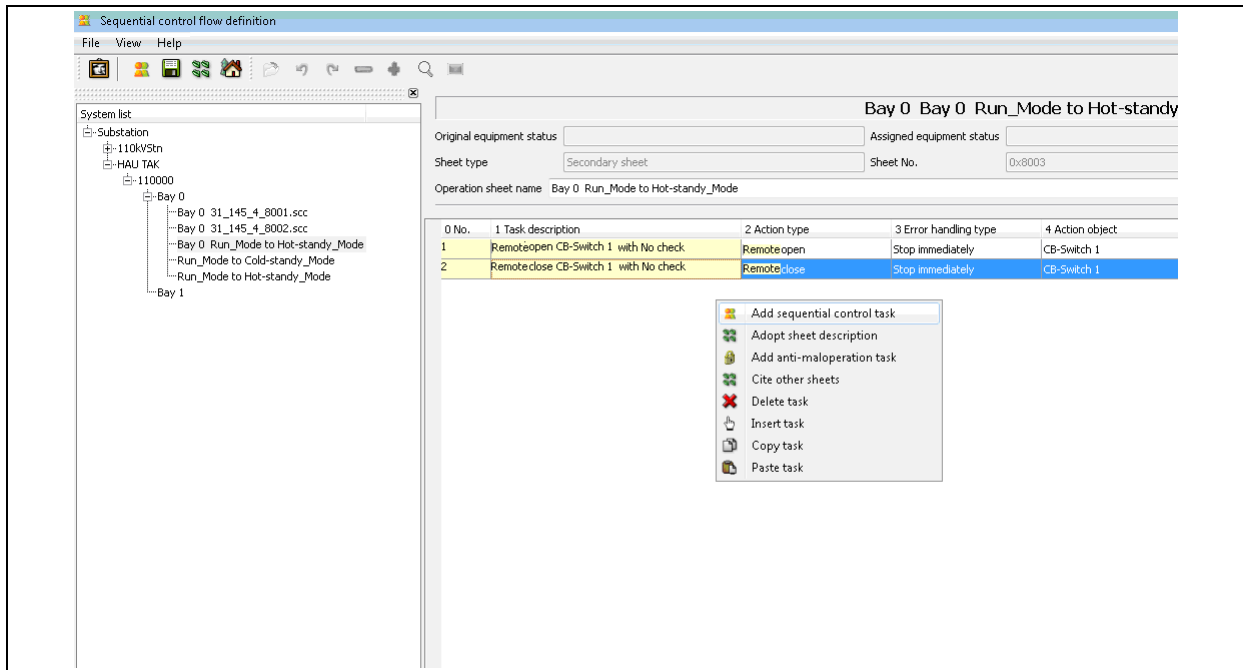 Sequential control flow definition
File View Help
System list
Substation
110kVStn
HAU TAK
110000
Bay 0
Bay 0 31_145_4_8001.scc
Bay 0 31_145_4_8002.scc
Bay 0 Run_Mode to Hot-standy_Mode
Run_Mode to Cold-standy_Mode
Run_Mode to Hot-standy_Mode
Bay 1
Bay 0 Bay 0 Run_Mode to Hot-standy
Original equipment status Assigned equipment status
Sheet type Secondary sheet Sheet No. 0x8003
Operation sheet name Bay 0 Run_Mode to Hot-standy_Mode
0 No. 1 Task description 2 Action type 3 Error handling type 4 Action object
1 Remoteopen CB-Switch 1 with No check Remoteopen Stop immediately CB-Switch 1
2 Remoteclose CB-Switch 1 with No check Remoteclose Stop immediately CB-Switch 1
Add sequential control task
Adopt sheet description
Add anti-maloperation task
Cite other sheets
Delete task
Insert task
Copy task
Paste task